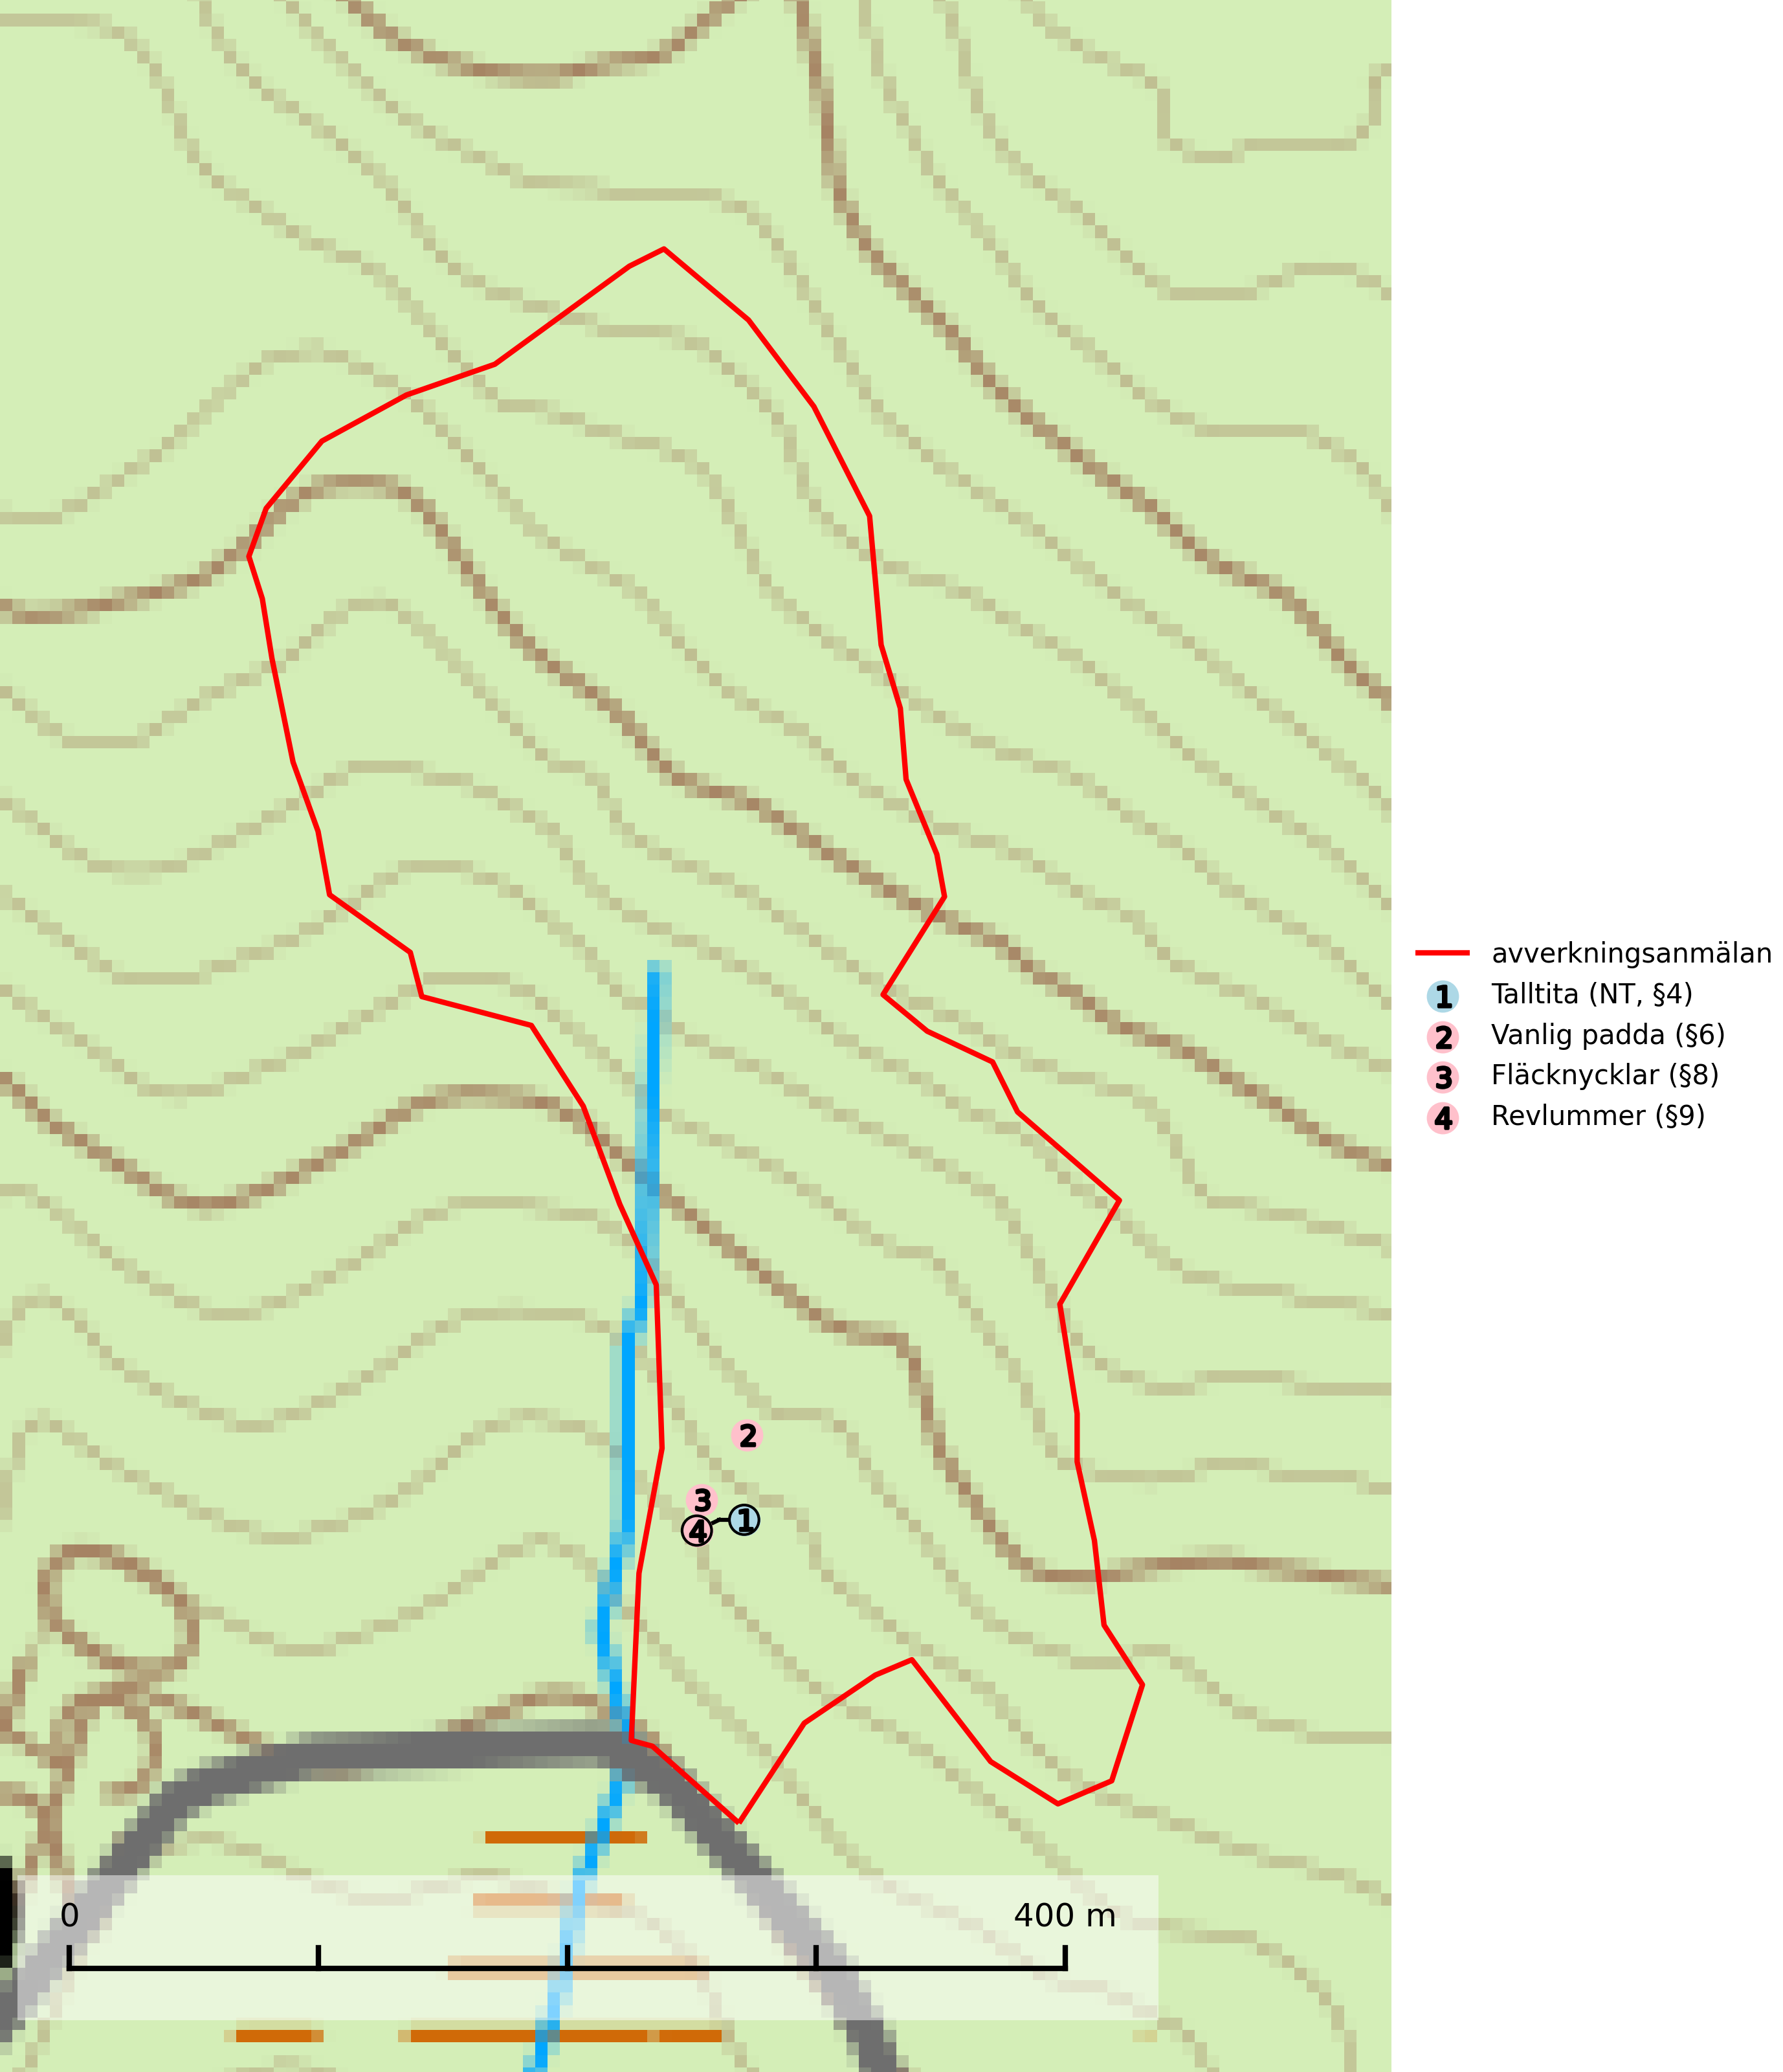 avverkningsanmälan
1 Talltita (NT, §4)
2 Vanlig padda (§6)
3 Fläcknycklar (§8)
4 Revlummer (§9)
2
3
4 1
0 400 m